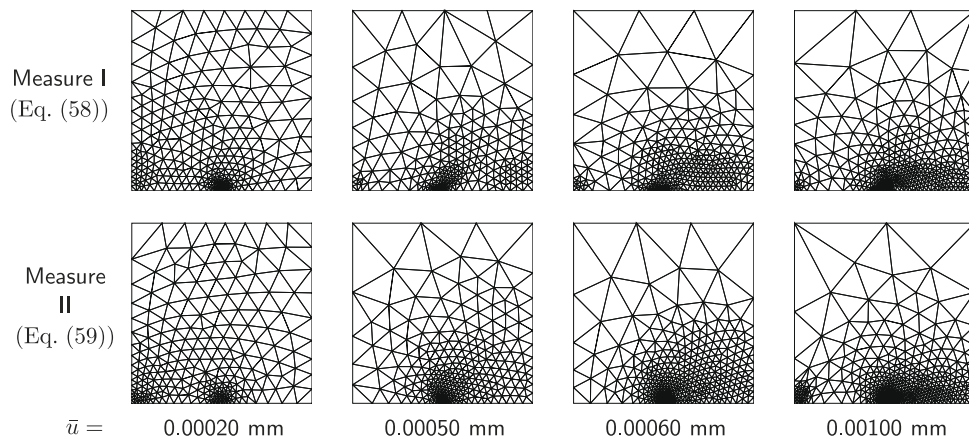 Measure I
(Eq. (58))
Measure
II
(Eq. (59))
ū = 0.00020 mm 0.00050 mm 0.00060 mm 0.00100 mm